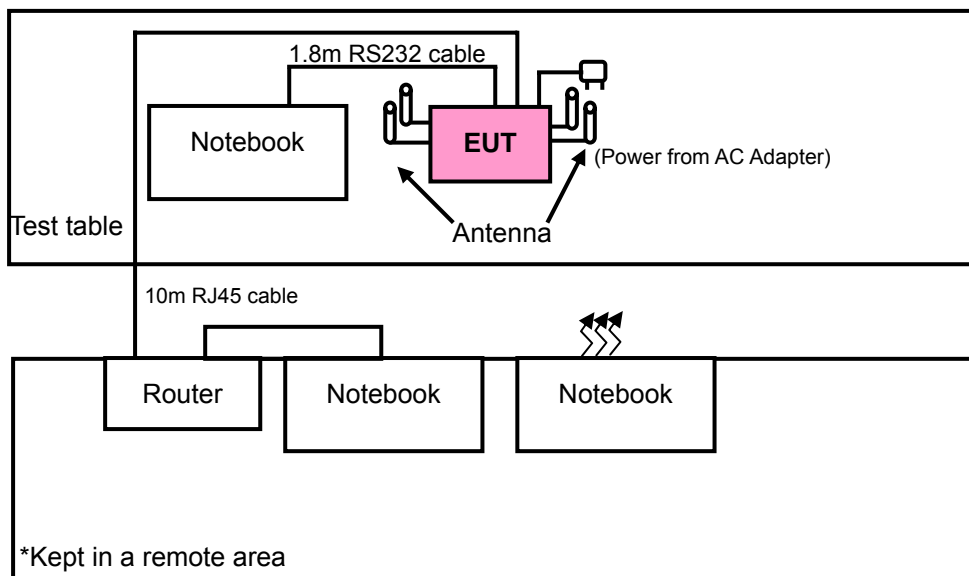 1.8m RS232 cable
Notebook
EUT
(Power from AC Adapter)
Test table
Antenna
10m RJ45 cable
Router
Notebook
Notebook
*Kept in a remote area